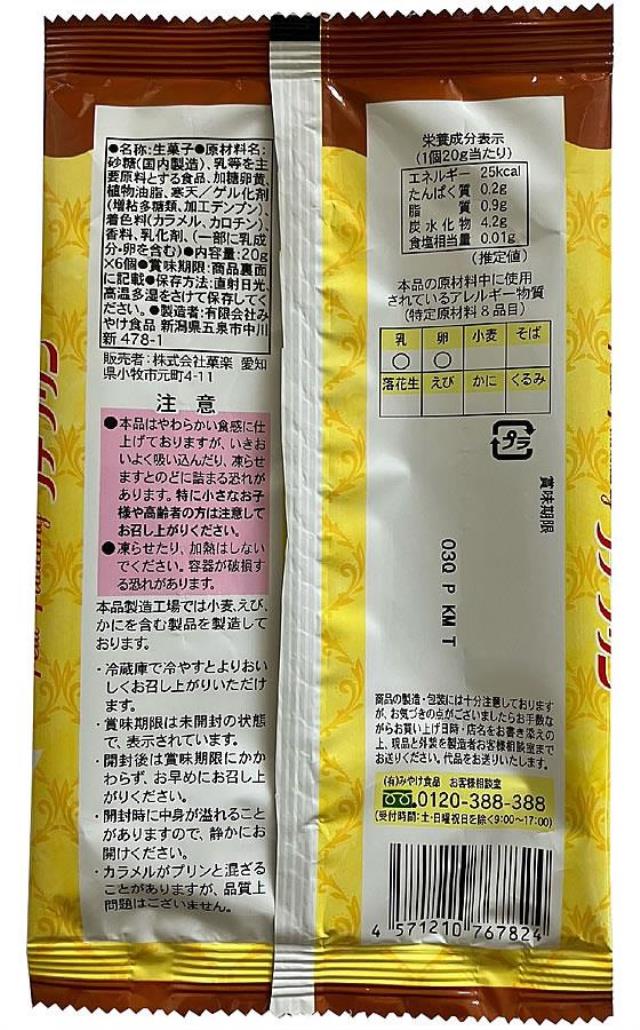 ●名称:生菓子●原材料名:
砂糖(国内製造)、乳等を主
要原料とする食品、加糖卵黄、
植物油脂、寒天／ゲル化剤
(増粘多糖類、加工デンプン)、
着色料(カラメル、カロチン)、
香料、乳化剤、(一部に乳成
分・卵を含む)●内容量:20g
×6個●賞味期限:商品裏面
に記載●保存方法:直射日光、
高温多湿をさけて保存してく
ださい。●製造者:有限会社み
やけ食品 新潟県五泉市中川
新 478-1
販売者：株式会社菓楽 愛知
県小牧市元町4-11
注 意
●本品はやわらかい食感に仕
上げておりますが、いきお
いよく吸い込んだり、凍らせ
ますとのどに詰まる恐れが
あります。特に小さなお子
様や高齢者の方は注意して
お召し上がりください。
●凍らせたり、加熱はしない
でください。容器が破損す
る恐れがあります。
本品製造工場では小麦、えび、
かにを含む製品を製造して
おります。
・冷蔵庫で冷やすとよりおい
しくお召し上がりいただけ
ます。
・賞味期限は未開封の状態
で、表示されています。
・開封後は賞味期限にかか
わらず、お早めにお召し上
がりください。
・開封時に中身が溢れること
がありますので、静かにお
開けください。
・カラメルがプリンと混ざる
ことがありますが、品質上
問題はございません。
栄養成分表示
(1個20g当たり)
エネルギー 25kcal
たんぱく質 0.2g
脂質 0.9g
炭水化物 4.2g
食塩相当量 0.01g
(推定値)
本品の原材料中に使用
されているアレルギー物質
(特定原材料８品目)
乳 卵 小麦 そば
○ ○
落花生 えび かに くるみ
プラ
賞味期限
030 P KM T
商品の製造・包装には十分注意しております
が、お気づきの点がございましたらお手数な
がらお買い上げ日時・店名をお書き添えの
上、現品と外装を製造者お客様相談室まで
お送りください。代品をお送りいたします。
(有)みやけ食品 お客様相談室
0120-388-388
(受付時間:土・日曜祝日を除く9:00〜17:00)
4 571210 767824